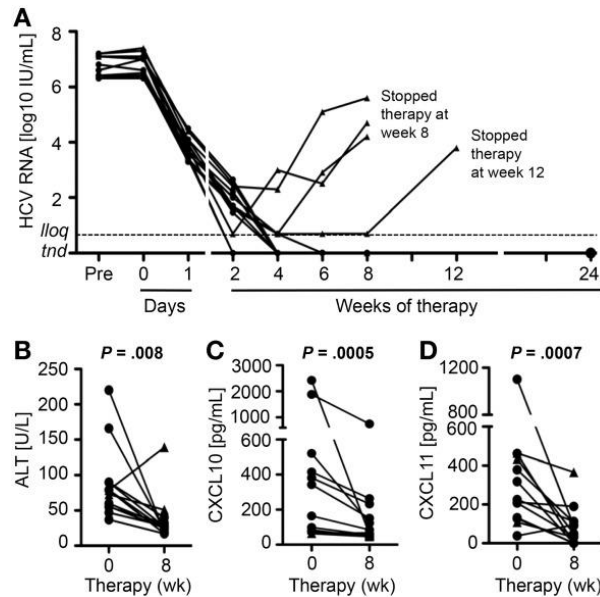 A
HCV RNA [log10 IU/mL]
8
6
4
2
lloq
tnd
Stopped
therapy at
week 8
Stopped
therapy
at week 12
Pre 0 1 2 4 6 8 12 24
Days Weeks of therapy
B P = .008
ALT [U/L]
250
200
150
100
50
0
0 8
Therapy (wk)
C P = .0005
CXCL10 [pg/mL]
3000
2000
1000
600
400
200
0
0 8
Therapy (wk)
D P = .0007
CXCL11 [pg/mL]
1200
1000
800
600
400
200
0
0 8
Therapy (wk)